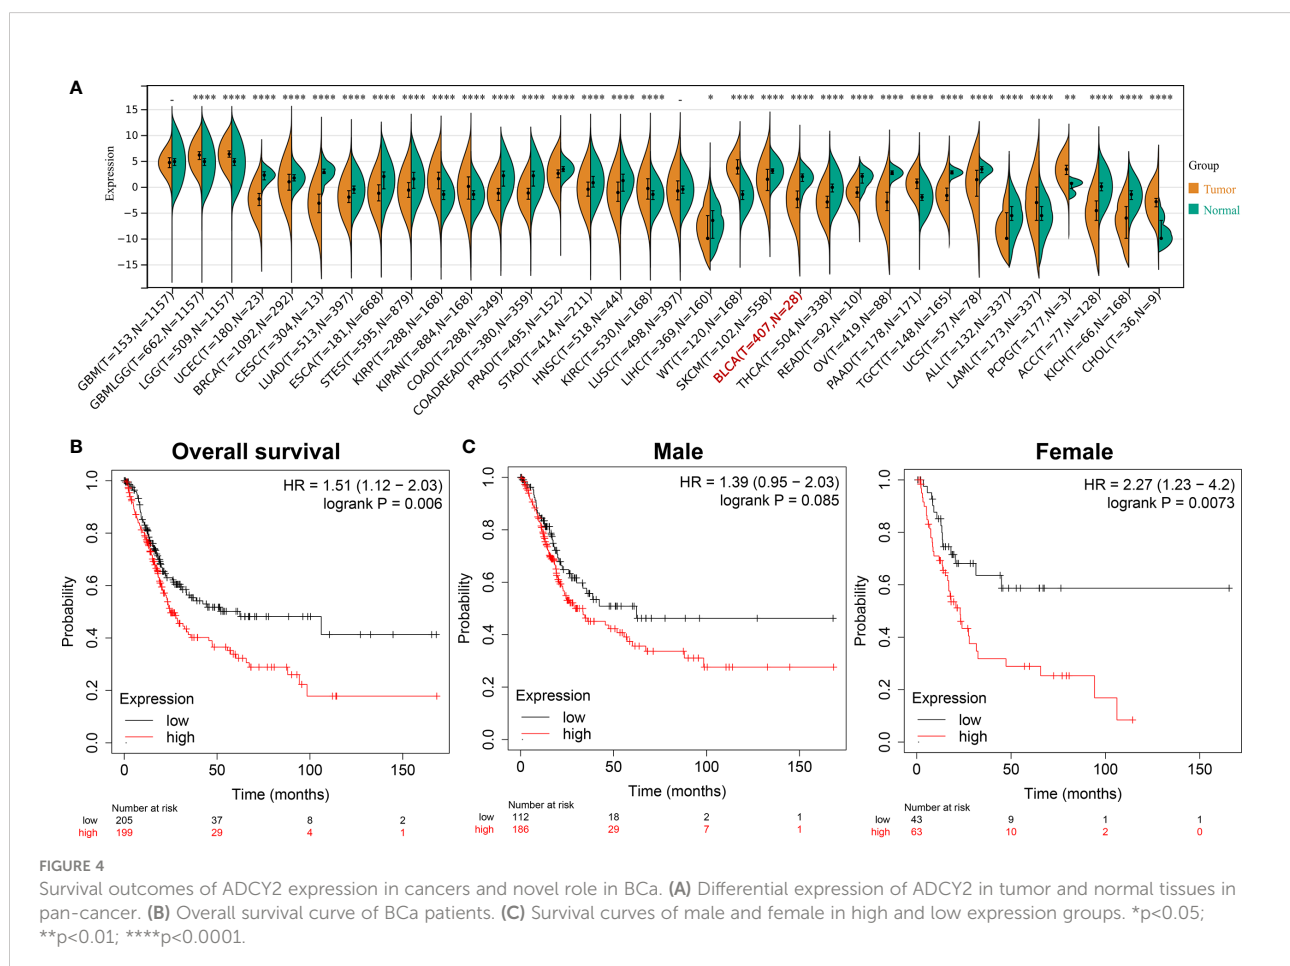 A
- **** **** **** **** **** **** **** **** **** **** **** **** **** **** **** - * **** **** **** **** **** **** **** **** **** **** **** ** **** **** ****
Expression
15
10
5
0
−5
−10
−15
Group
Tumor
Normal
GBM(T=153,N=1157)
GBMLGG(T=662,N=1157)
LGG(T=509,N=1157)
UCEC(T=180,N=23)
BRCA(T=1092,N=292)
CESC(T=304,N=13)
LUAD(T=513,N=397)
ESCA(T=181,N=668)
STES(T=595,N=879)
KIRP(T=288,N=168)
KIPAN(T=884,N=168)
COAD(T=288,N=349)
COADREAD(T=380,N=359)
PRAD(T=495,N=152)
STAD(T=414,N=211)
HNSC(T=518,N=44)
KIRC(T=530,N=168)
LUSC(T=498,N=397)
LIHC(T=369,N=160)
WT(T=120,N=168)
SKCM(T=102,N=558)
BLCA(T=407,N=28)
THCA(T=504,N=338)
READ(T=92,N=10)
OV(T=419,N=88)
PAAD(T=178,N=171)
TGCT(T=148,N=165)
UCS(T=57,N=78)
ALL(T=132,N=337)
LAML(T=173,N=337)
PCPG(T=177,N=3)
ACC(T=77,N=128)
KICH(T=66,N=168)
CHOL(T=36,N=9)
B
Overall survival
HR = 1.51 (1.12 − 2.03)
logrank P = 0.006
Probability
1.0
0.8
0.6
0.4
0.2
0.0
Expression
low
high
0 50 100 150
Time (months)
Number at risk
low 205 37 8 2
high 199 29 4 1
C
Male
HR = 1.39 (0.95 − 2.03)
logrank P = 0.085
Probability
1.0
0.8
0.6
0.4
0.2
0.0
Expression
low
high
0 50 100 150
Time (months)
Number at risk
low 112 18 2 1
high 186 29 7 1
Female
HR = 2.27 (1.23 − 4.2)
logrank P = 0.0073
Probability
1.0
0.8
0.6
0.4
0.2
0.0
Expression
low
high
0 50 100 150
Time (months)
Number at risk
low 43 9 1 1
high 63 10 2 0
FIGURE 4
Survival outcomes of ADCY2 expression in cancers and novel role in BCa. (A) Differential expression of ADCY2 in tumor and normal tissues in
pan-cancer. (B) Overall survival curve of BCa patients. (C) Survival curves of male and female in high and low expression groups. *p<0.05;
**p<0.01; ****p<0.0001.